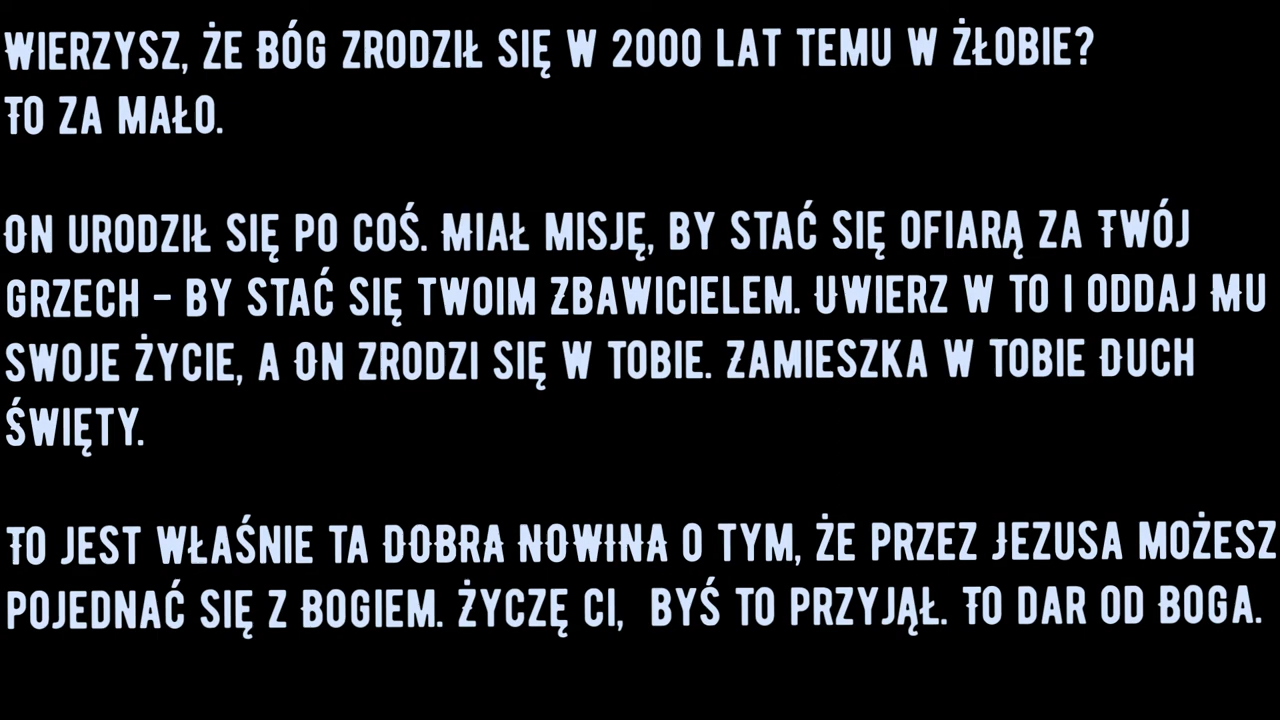 WIERZYSZ, ŻE BÓG ZRODZIŁ SIĘ W 2000 LAT TEMU W ŻŁOBIE?
TO ZA MAŁO.
ON URODZIŁ SIĘ PO COŚ. MIAŁ MISJĘ, BY STAĆ SIĘ OFIARĄ ZA TWÓJ
GRZECH - BY STAĆ SIĘ TWOIM ZBAWICIELEM. UWIERZ W TO I ODDAJ MU
SWOJE ŻYCIE, A ON ZRODZI SIĘ W TOBIE. ZAMIESZKA W TOBIE DUCH
ŚWIĘTY.
TO JEST WŁAŚNIE TA DOBRA NOWINA O TYM, ŻE PRZEZ JEZUSA MOŻESZ
POJEDNAĆ SIĘ Z BOGIEM. ŻYCZĘ CI, BYŚ TO PRZYJĄŁ. TO DAR OD BOGA.